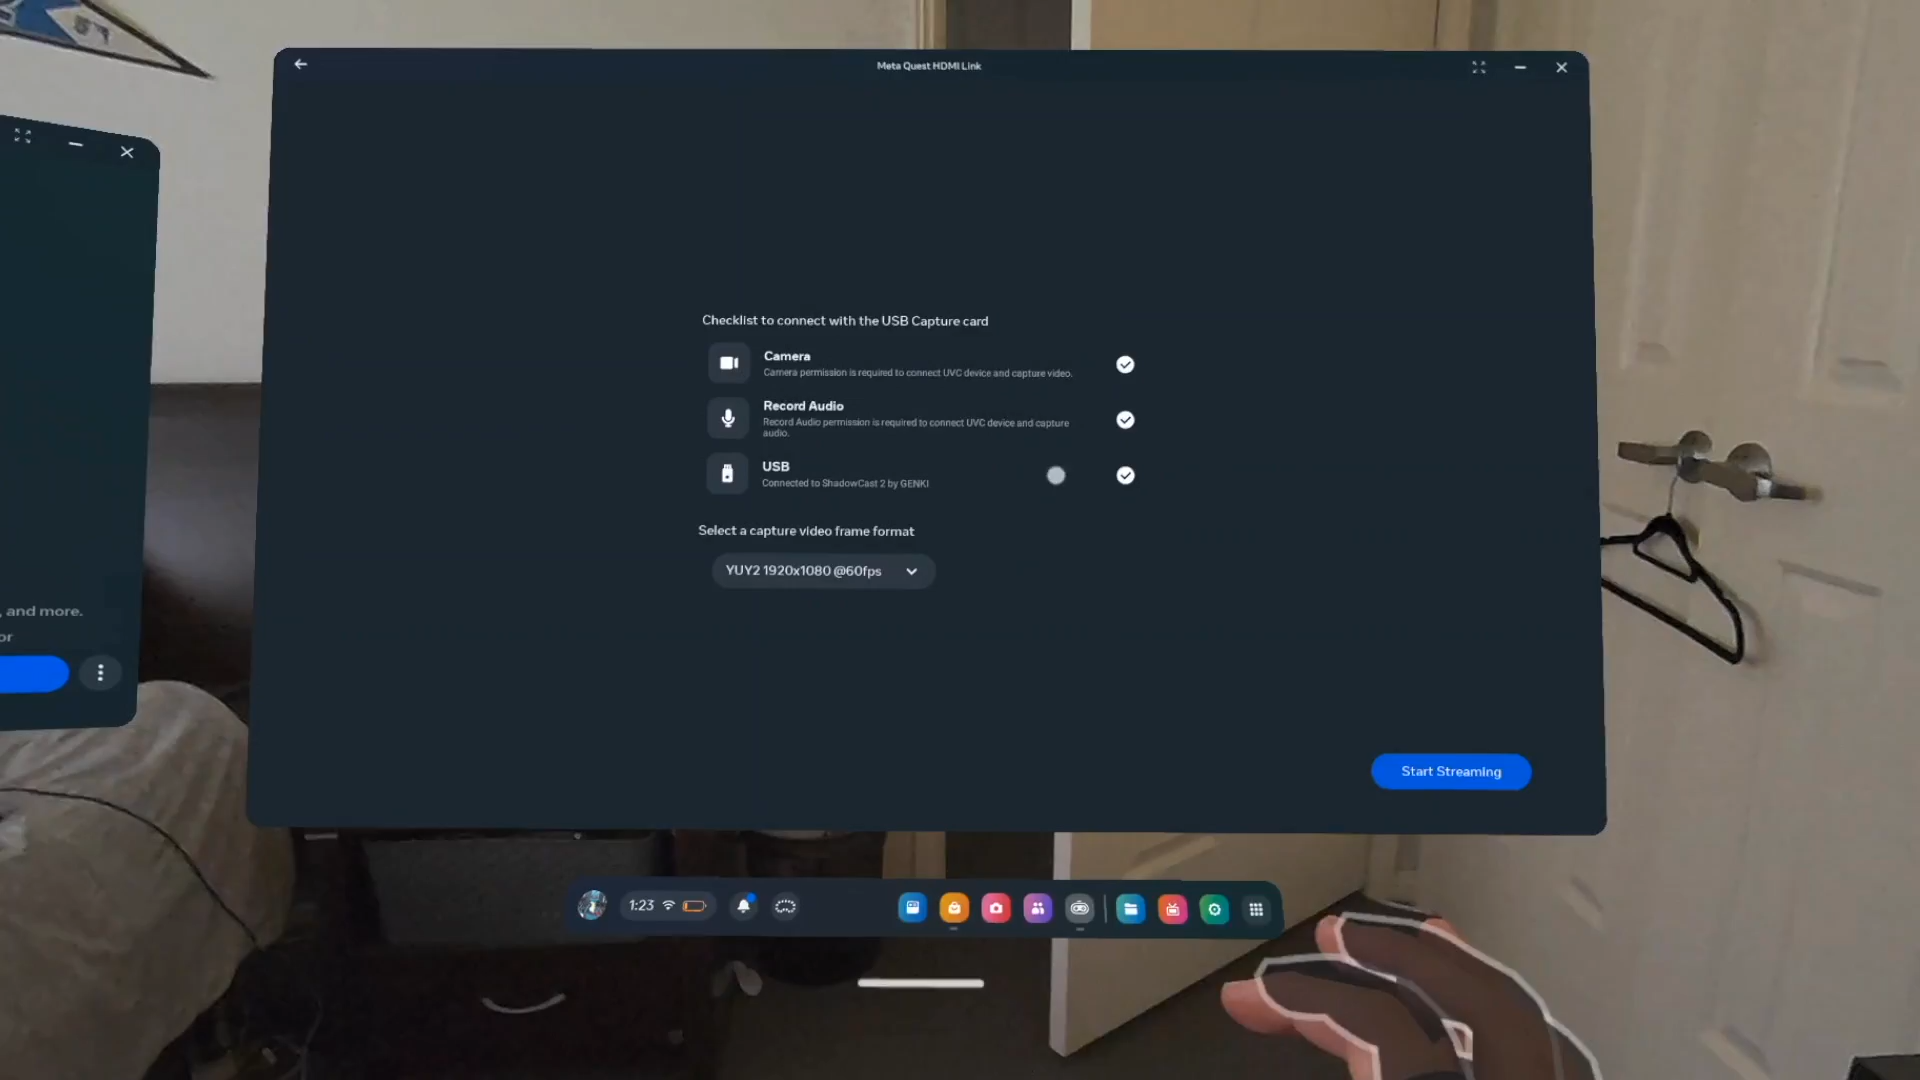 Meta Quest HDMI Link
Checklist to connect with the USB Capture card
Camera
Camera permission is required to connect UVC device and capture video.
Record Audio
Record Audio permission is required to connect UVC device and capture
audio.
USB
Connected to ShadowCast 2 by GENKI
Select a capture video frame format
YUY2 1920x1080 @60fps
Start Streaming
, and more.
or
1:23